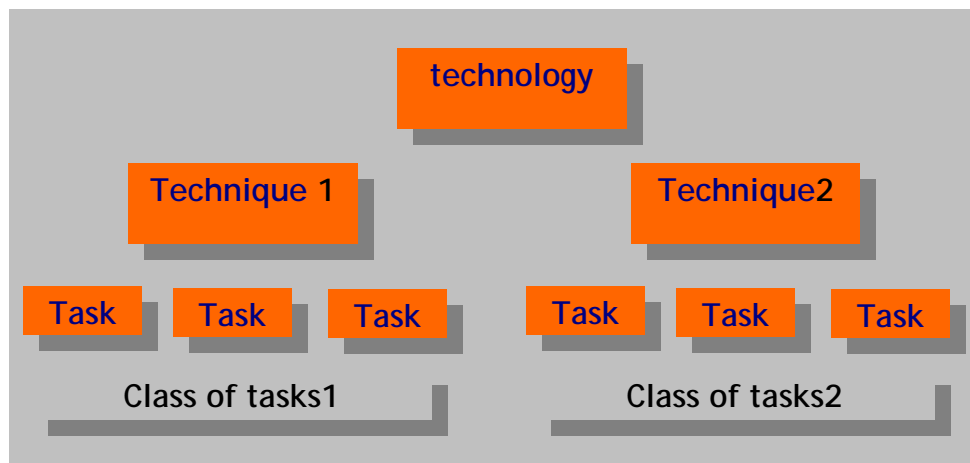 technology
Technique 1
Technique2
Task
Task
Task
Task
Task
Task
Class of tasks1
Class of tasks2